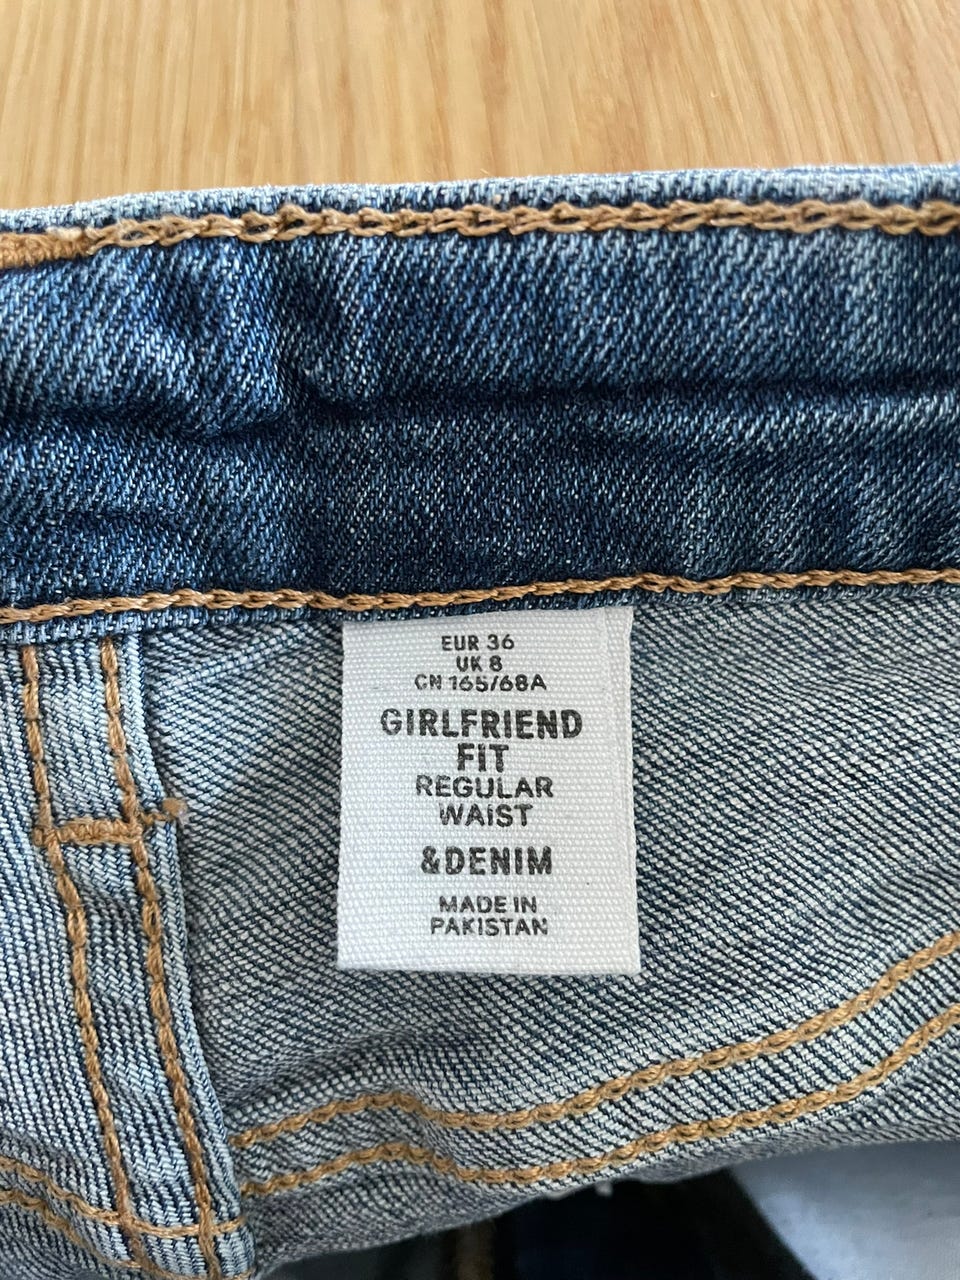 EUR 36
UK 8
CN 165/68A
GIRLFRIEND
FIT
REGULAR
WAIST
&DENIM
MADE IN
PAKISTAN